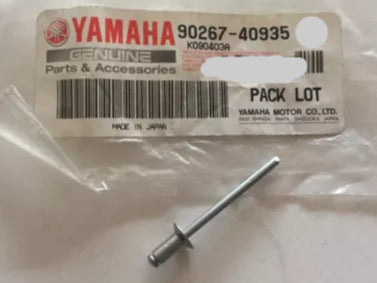 YAMAHA 90267-40935
GENUINE K090403A
Parts & Accessories
PACK LOT
YAMAHA MOTOR CO., LTD.
MADE IN JAPAN